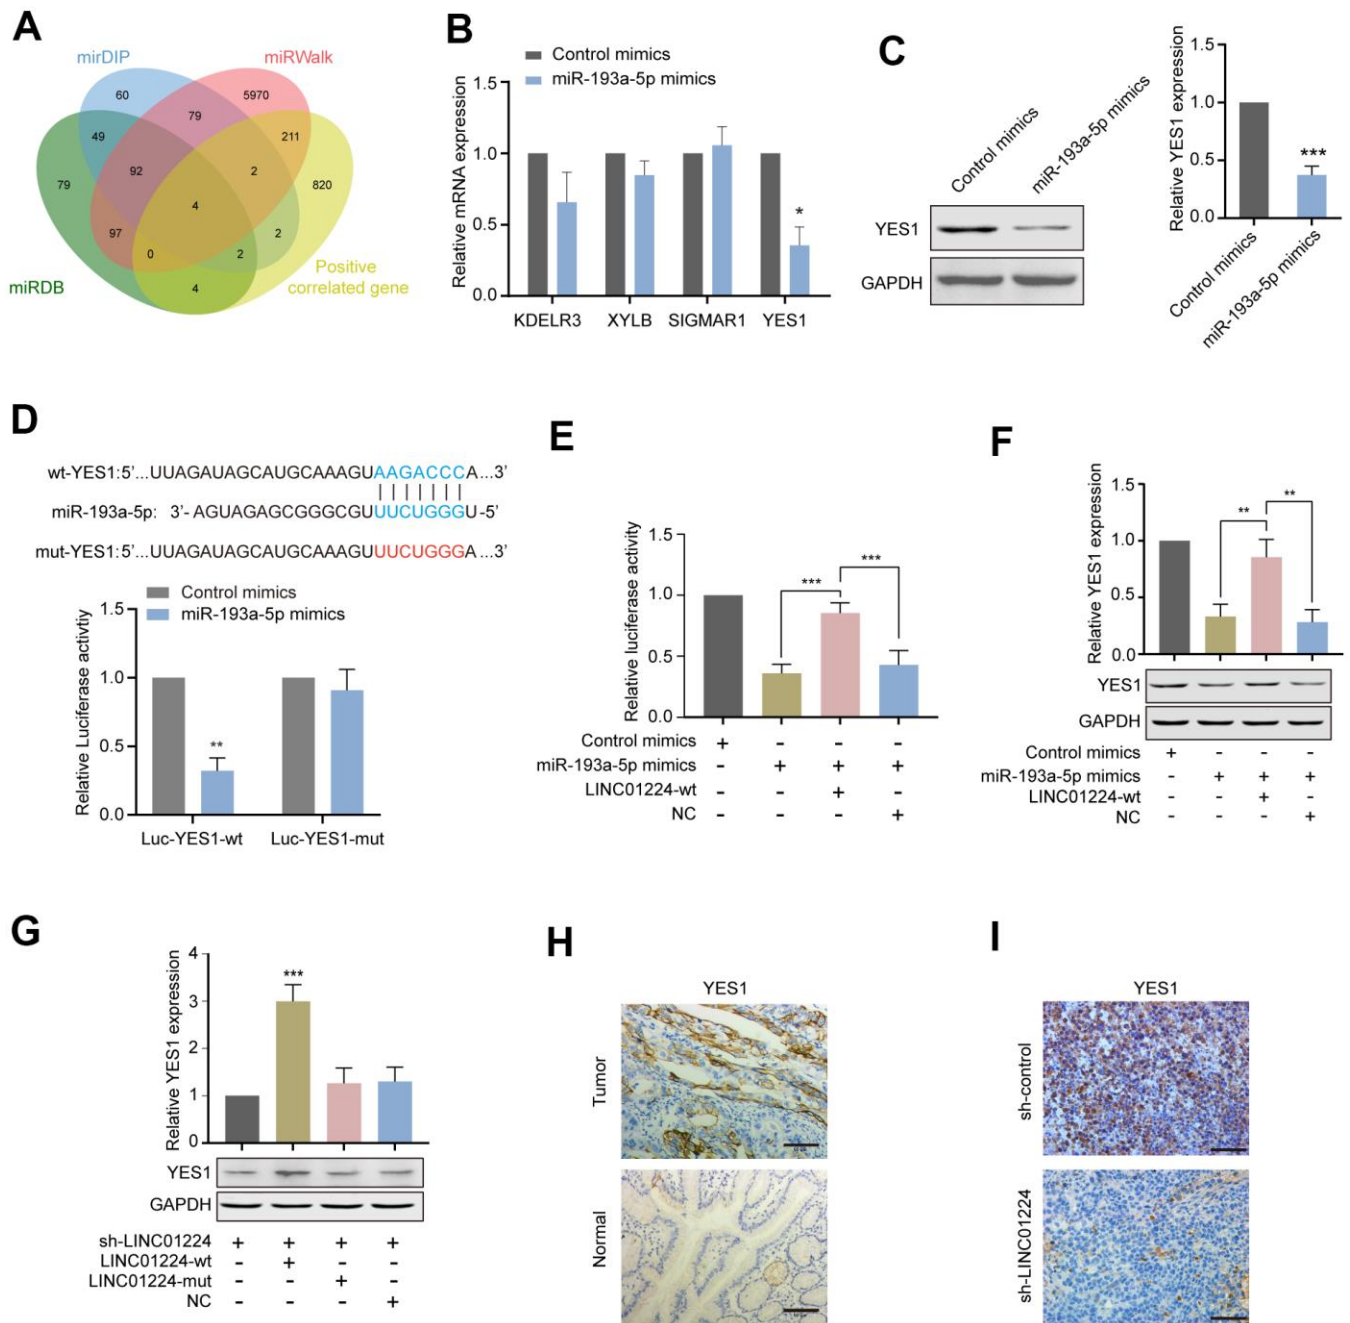 A
mirDIP
miRWalk
60
5970
79
49
211
92
2
79
820
4
97
0
2
2
miRDB
4
Positive
correlated gene
B
Control mimics
miR-193a-5p mimics
Relative mRNA expression
1.5
1.0
0.5
0.0
*
KDELR3 XYLB SIGMAR1 YES1
C
Control mimics
miR-193a-5p mimics
YES1
GAPDH
Relative YES1 expression
1.5
1.0
0.5
0.0
***
Control mimics
miR-193a-5p mimics
D
wt-YES1:5’...UUAGAUAGCAUGCAAAGUAAGACCCA...3’
miR-193a-5p: 3’- AGUAGAGCGGGCGUUUCUGGGU-5’
mut-YES1:5’...UUAGAUAGCAUGCAAAGUUUCUGGGA...3’
Control mimics
miR-193a-5p mimics
Relative Luciferase activtiy
1.5
1.0
0.5
0.0
**
Luc-YES1-wt Luc-YES1-mut
E
Relative luciferase activity
1.5
1.0
0.5
0.0
***
***
Control mimics + - - -
miR-193a-5p mimics - + + +
LINC01224-wt - - + -
NC - - - +
F
Relative YES1 expression
1.5
1.0
0.5
0.0
**
**
YES1
GAPDH
Control mimics + - - -
miR-193a-5p mimics - + + +
LINC01224-wt - - + -
NC - - - +
G
Relative YES1 expression
4
3
2
1
0
***
YES1
GAPDH
sh-LINC01224 + + + +
LINC01224-wt - + - -
LINC01224-mut - - + -
NC - - - +
H
YES1
Tumor
Normal
I
YES1
sh-control
sh-LINC01224